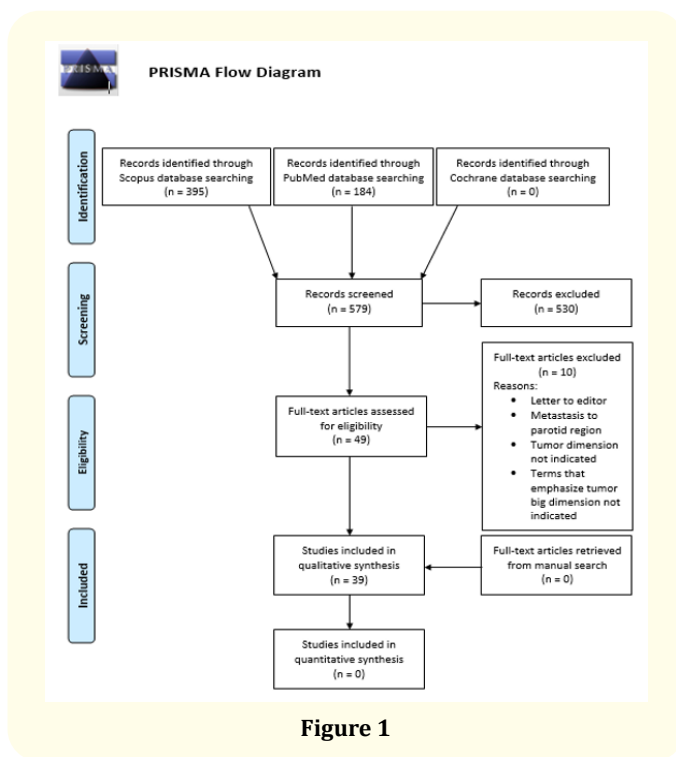 PRISMA
PRISMA Flow Diagram
Identification
Records identified through
Scopus database searching
(n = 395)
Records identified through
PubMed database searching
(n = 184)
Records identified through
Cochrane database searching
(n = 0)
Screening
Records screened
(n = 579)
Records excluded
(n = 530)
Eligibility
Full-text articles assessed
for eligibility
(n = 49)
Full-text articles excluded
(n = 10)
Reasons:
• Letter to editor
• Metastasis to
parotid region
• Tumor dimension
not indicated
• Terms that
emphasize tumor
big dimension not
indicated
Included
Studies included in
qualitative synthesis
(n = 39)
Full-text articles retrieved
from manual search
(n = 0)
Studies included in
quantitative synthesis
(n = 0)
Figure 1